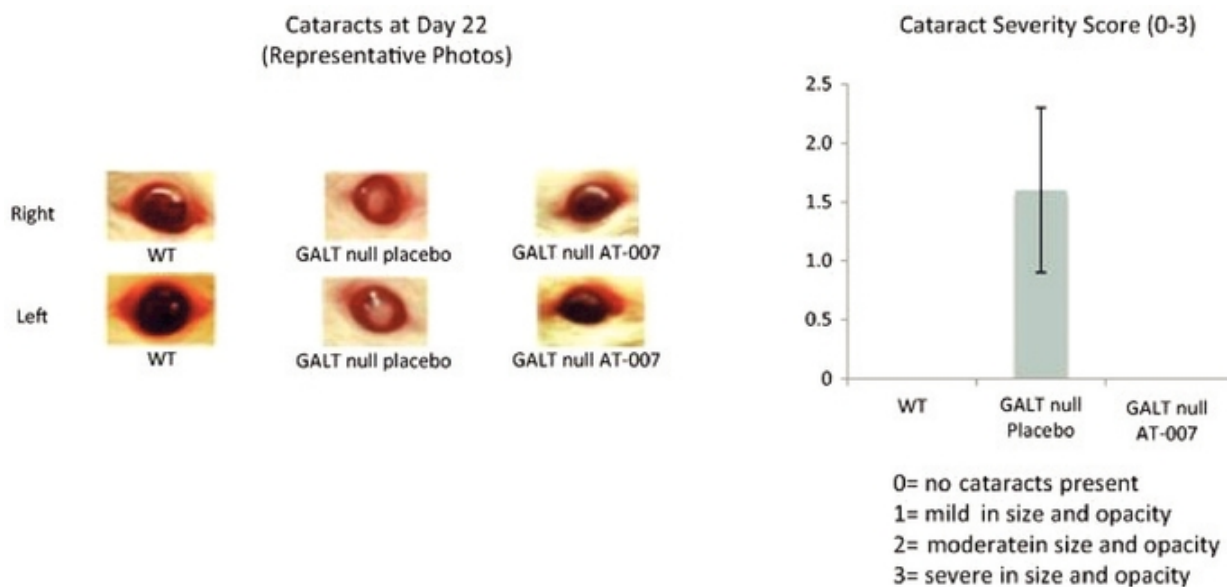 Cataracts at Day 22
(Representative Photos)
Right
WT
GALT null placebo
GALT null AT-007
Left
WT
GALT null placebo
GALT null AT-007
Cataract Severity Score (0-3)
2.5
2.0
1.5
1.0
0.5
0
WT
GALT null
Placebo
GALT null
AT-007
0= no cataracts present
1= mild in size and opacity
2= moderatein size and opacity
3= severe in size and opacity